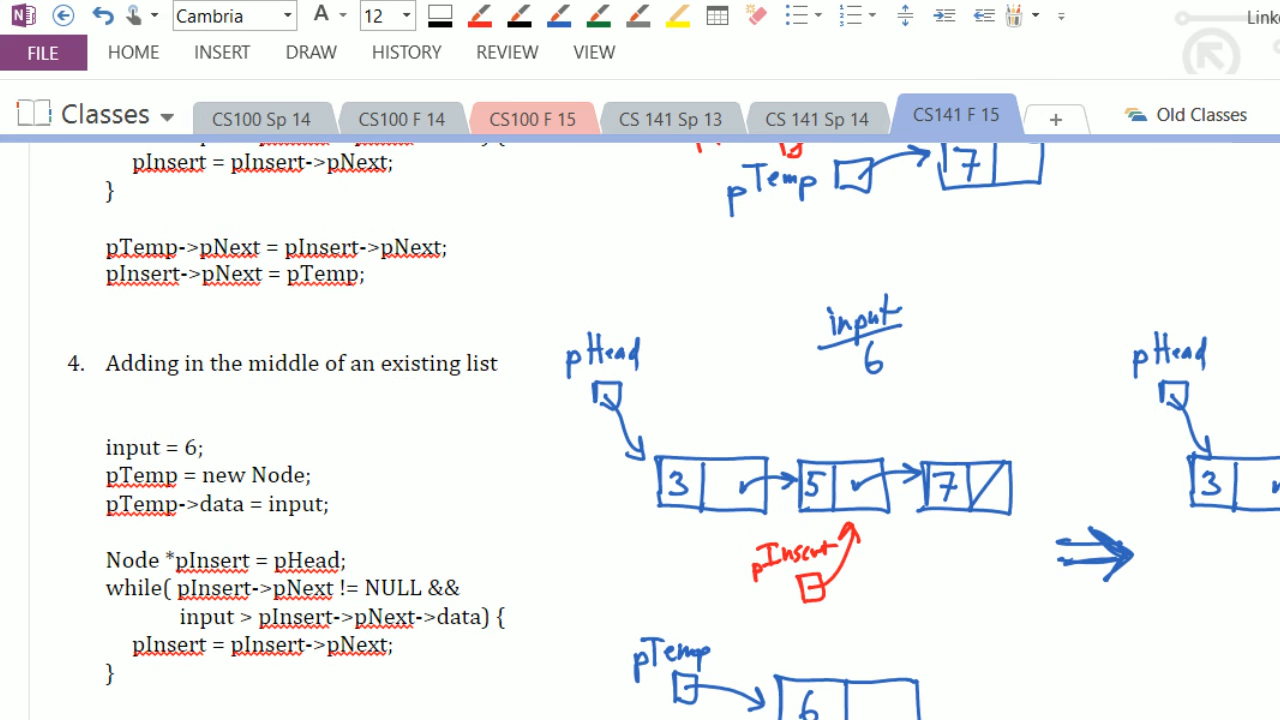 Cambria
A
12
Linke
FILE HOME INSERT DRAW HISTORY REVIEW VIEW
Classes CS100 Sp 14 CS100 F 14 CS100 F 15 CS 141 Sp 13 CS 141 Sp 14 CS141 F 15 + Old Classes
pInsert = pInsert->pNext;
}
pTemp->pNext = pInsert->pNext;
pInsert->pNext = pTemp;
pTemp
7
4. Adding in the middle of an existing list
input = 6;
pTemp = new Node;
pTemp->data = input;
Node *pInsert = pHead;
while( pInsert->pNext != NULL &&
input > pInsert->pNext->data) {
pInsert = pInsert->pNext;
}
input
6
pHead
3 5 7
pInsert
pTemp
6
pHead
3